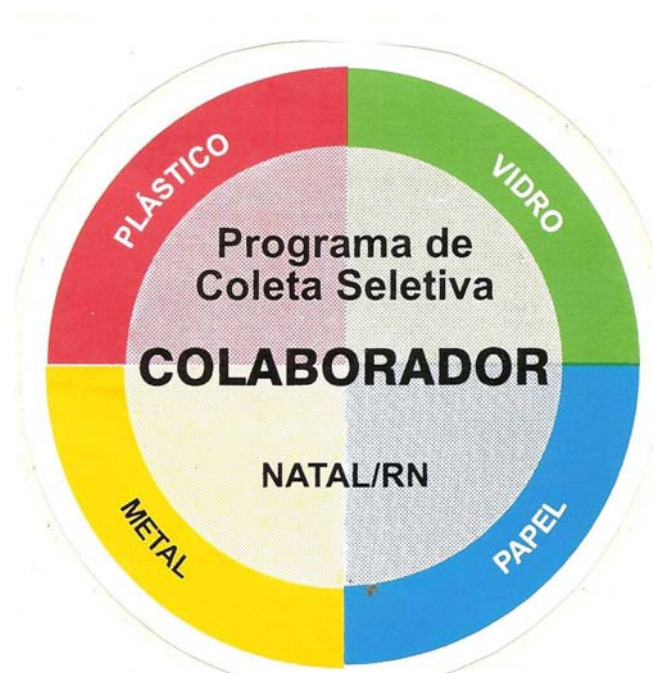 PLÁSTICO
VIDRO
Programa de
Coleta Seletiva
COLABORADOR
NATAL/RN
METAL
PAPEL